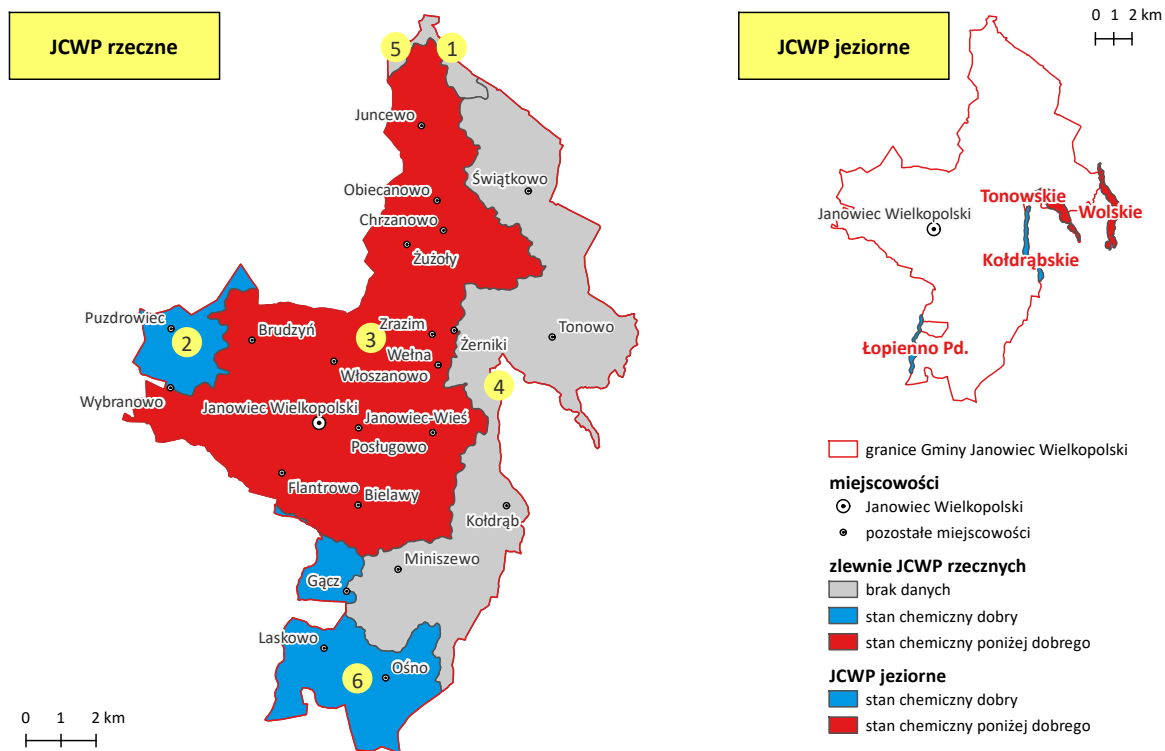 JCWP rzeczne
5
1
Juncewo
Świątkowo
Obiecanowo
Chrzanowo
Żużoły
Puzdrowiec
2
Brudzyń
3
Zrazim
Żerniki
Tonowo
Wełna
Włoszanowo
4
Wybranowo
Janowiec Wielkopolski
Janowiec-Wieś
Posługowo
Flantrowo
Bielawy
Kołdrąb
Miniszewo
Gącz
Laskowo
6
Ośno
0 1 2 km
JCWP jeziorne
0 1 2 km
Tonowskie
Wolskie
Janowiec Wielkopolski
Kołdrąbskie
Łopienno Pd.
granice Gminy Janowiec Wielkopolski
miejscowości
Janowiec Wielkopolski
pozostałe miejscowości
zlewnie JCWP rzecznych
brak danych
stan chemiczny dobry
stan chemiczny poniżej dobrego
JCWP jeziorne
stan chemiczny dobry
stan chemiczny poniżej dobrego